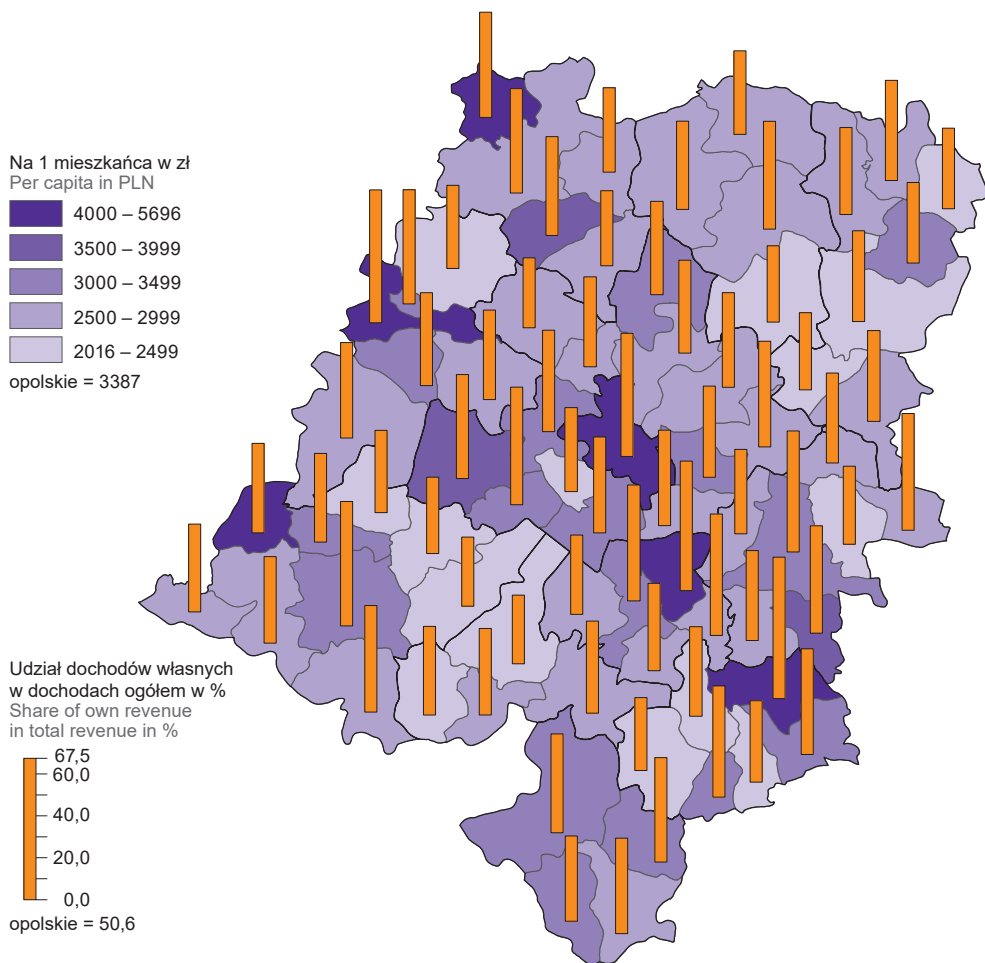 Na 1 mieszkańca w zł
Per capita in PLN
4000 – 5696
3500 – 3999
3000 – 3499
2500 – 2999
2016 – 2499
opolskie = 3387
Udział dochodów własnych
w dochodach ogółem w %
Share of own revenue
in total revenue in %
67,5
60,0
40,0
20,0
0,0
opolskie = 50,6